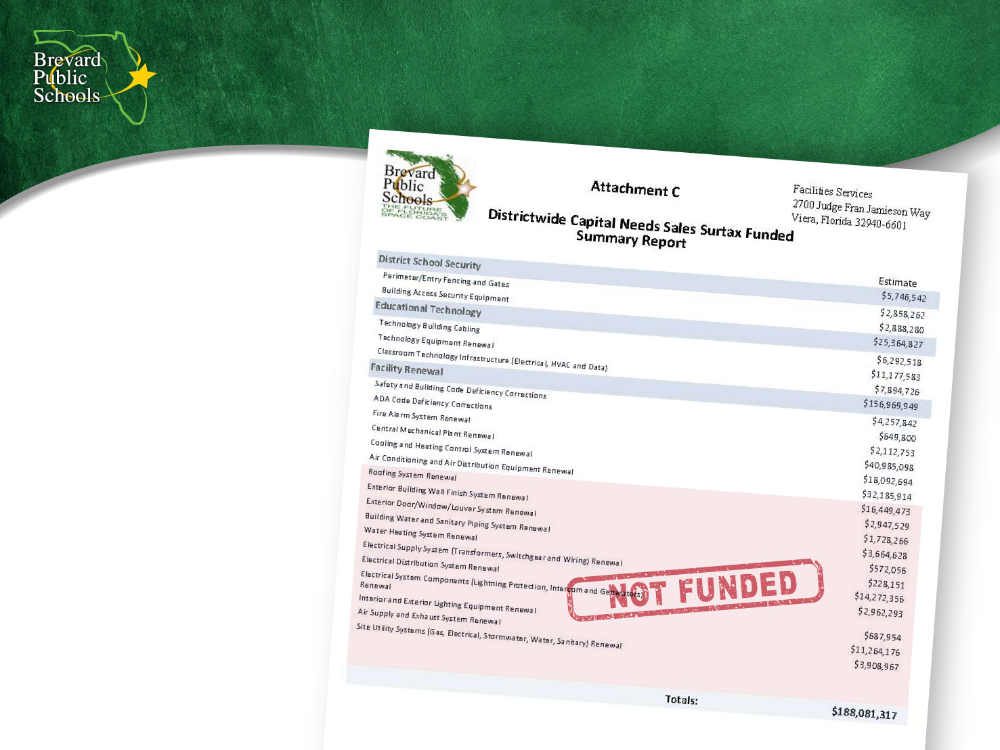 Brevard
Public
Schools
Brevard
Public
Schools
THE FUTURE
OF FLORIDA'S
SPACE COAST
Attachment C
Facilities Services
2700 Judge Fran Jamieson Way
Viera, Florida 32940-6601
Districtwide Capital Needs Sales Surtax Funded
Summary Report
Estimate
District School Security $5,746,542
Perimeter/Entry Fencing and Gates $2,858,262
Building Access Security Equipment $2,888,280
Educational Technology $25,364,827
Technology Building Cabling $6,292,518
Technology Equipment Renewal $11,177,583
Classroom Technology Infrastructure (Electrical, HVAC and Data) $7,894,726
Facility Renewal $156,969,949
Safety and Building Code Deficiency Corrections $4,257,842
ADA Code Deficiency Corrections $649,800
Fire Alarm System Renewal $2,112,753
Central Mechanical Plant Renewal $40,985,098
Cooling and Heating Control System Renewal $18,092,694
Air Conditioning and Air Distribution Equipment Renewal $32,185,914
Roofing System Renewal $16,449,473
Exterior Building Wall Finish System Renewal $2,947,529
Exterior Door/Window/Louver System Renewal $1,728,266
Building Water and Sanitary Piping System Renewal $3,664,628
Water Heating System Renewal $572,056
Electrical Supply System (Transformers, Switchgear and Wiring) Renewal $228,151
Electrical Distribution System Renewal $14,272,356
Electrical System Components (Lightning Protection, Intercom and Generators) $2,962,293
Renewal
Interior and Exterior Lighting Equipment Renewal $687,954
Air Supply and Exhaust System Renewal $11,264,176
Site Utility Systems (Gas, Electrical, Stormwater, Water, Sanitary) Renewal $3,908,967
NOT FUNDED
Totals: $188,081,317